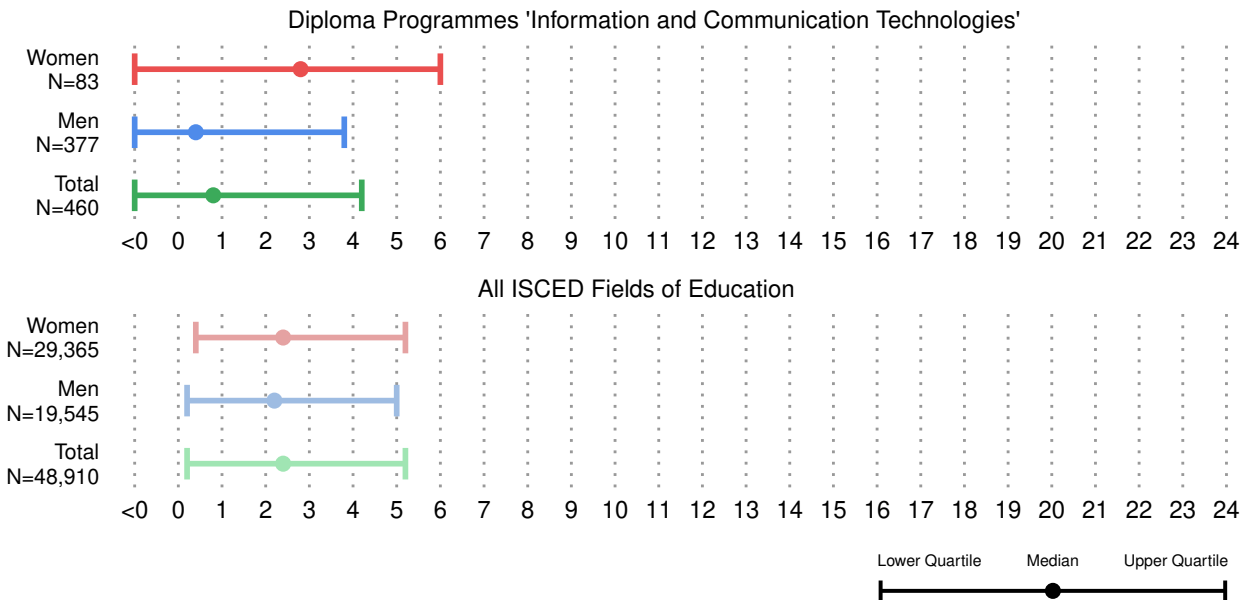 Diploma Programmes 'Information and Communication Technologies'
Women
N=83
Men
N=377
Total
N=460
<0 0 1 2 3 4 5 6 7 8 9 10 11 12 13 14 15 16 17 18 19 20 21 22 23 24
All ISCED Fields of Education
Women
N=29,365
Men
N=19,545
Total
N=48,910
<0 0 1 2 3 4 5 6 7 8 9 10 11 12 13 14 15 16 17 18 19 20 21 22 23 24
Lower Quartile Median Upper Quartile